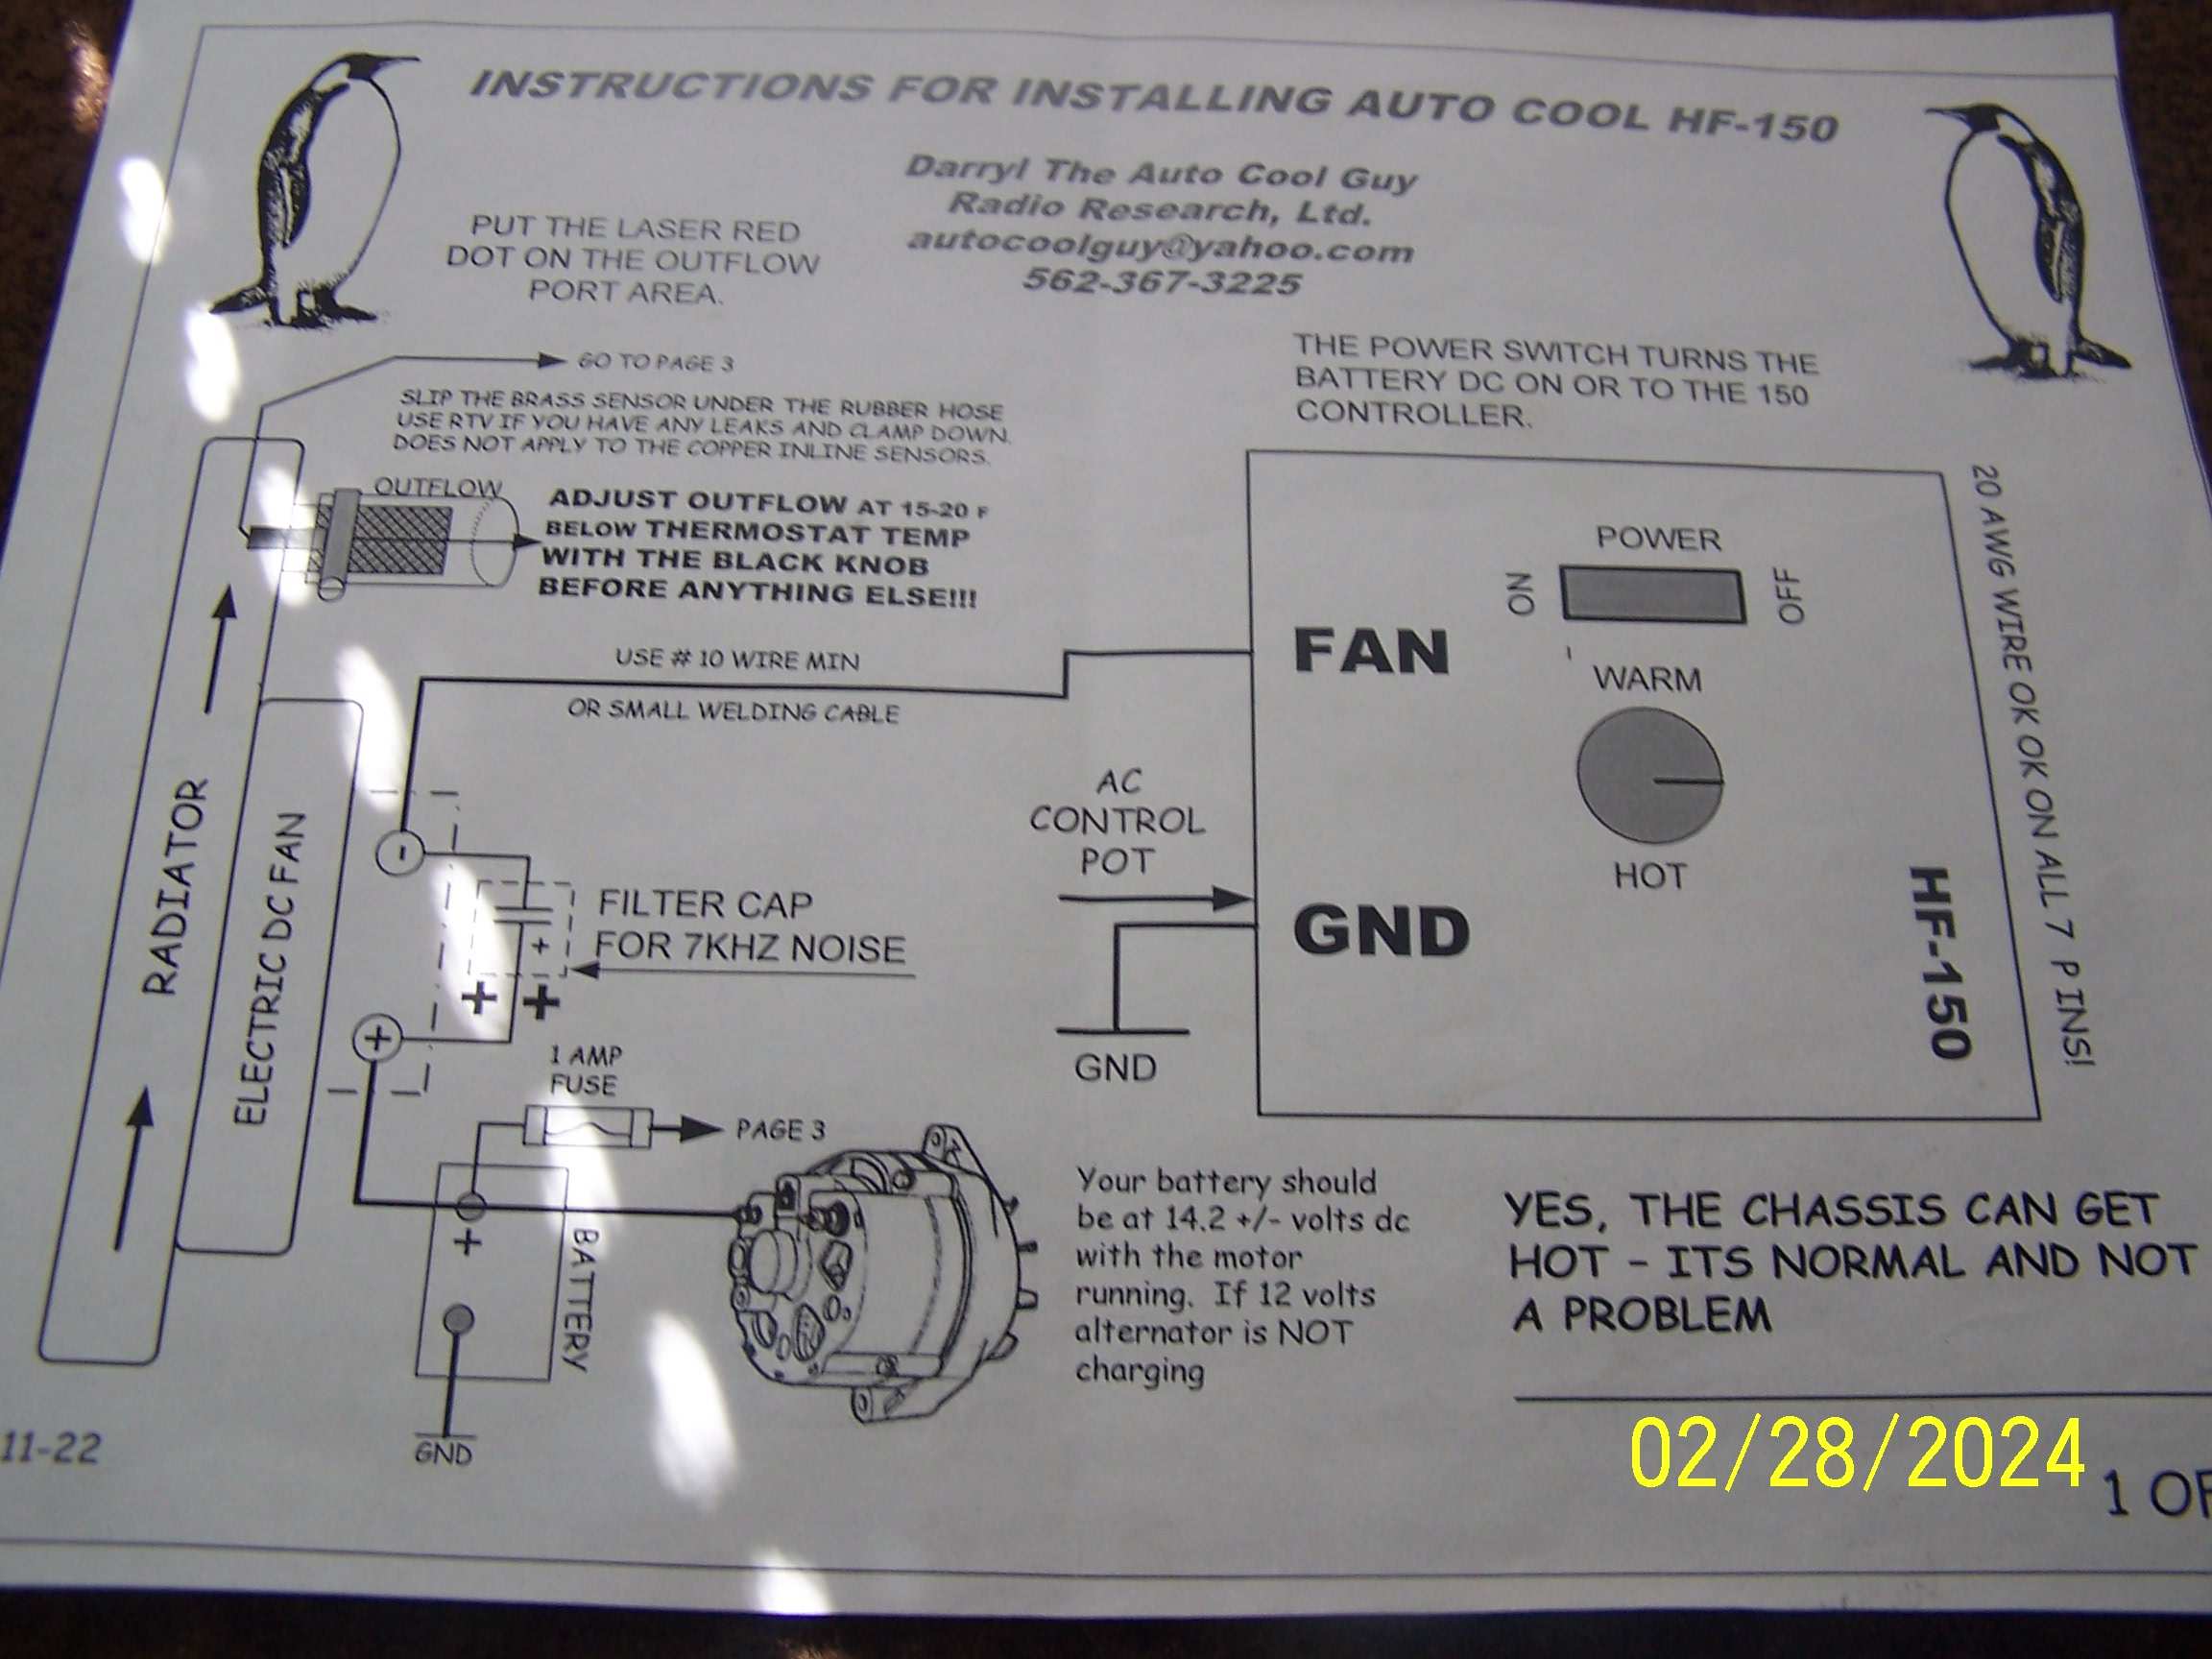 INSTRUCTIONS FOR INSTALLING AUTO COOL HF-150
Darryl The Auto Cool Guy
Radio Research, Ltd.
autocoolguy@yahoo.com
562-367-3225
PUT THE LASER RED
DOT ON THE OUTFLOW
PORT AREA.
GO TO PAGE 3
SLIP THE BRASS SENSOR UNDER THE RUBBER HOSE
USE RTV IF YOU HAVE ANY LEAKS AND CLAMP DOWN.
DOES NOT APPLY TO THE COPPER INLINE SENSORS.
OUTFLOW
ADJUST OUTFLOW AT 15-20 F
BELOW THERMOSTAT TEMP
WITH THE BLACK KNOB
BEFORE ANYTHING ELSE!!!
THE POWER SWITCH TURNS THE
BATTERY DC ON OR TO THE 150
CONTROLLER.
USE # 10 WIRE MIN
OR SMALL WELDING CABLE
FAN
POWER
ON
OFF
WARM
HOT
GND
HF-150
20 AWG WIRE OK OK OK ON ALL 7 PINS!
AC
CONTROL
POT
GND
RADIATOR
ELECTRIC DC FAN
-
+
FILTER CAP
FOR 7KHZ NOISE
+
+ +
1 AMP
FUSE
PAGE 3
+
BATTERY
GND
Your battery should
be at 14.2 +/- volts dc
with the motor
running. If 12 volts
alternator is NOT
charging
YES, THE CHASSIS CAN GET
HOT - ITS NORMAL AND NOT
A PROBLEM
11-22
02/28/2024
1 OF